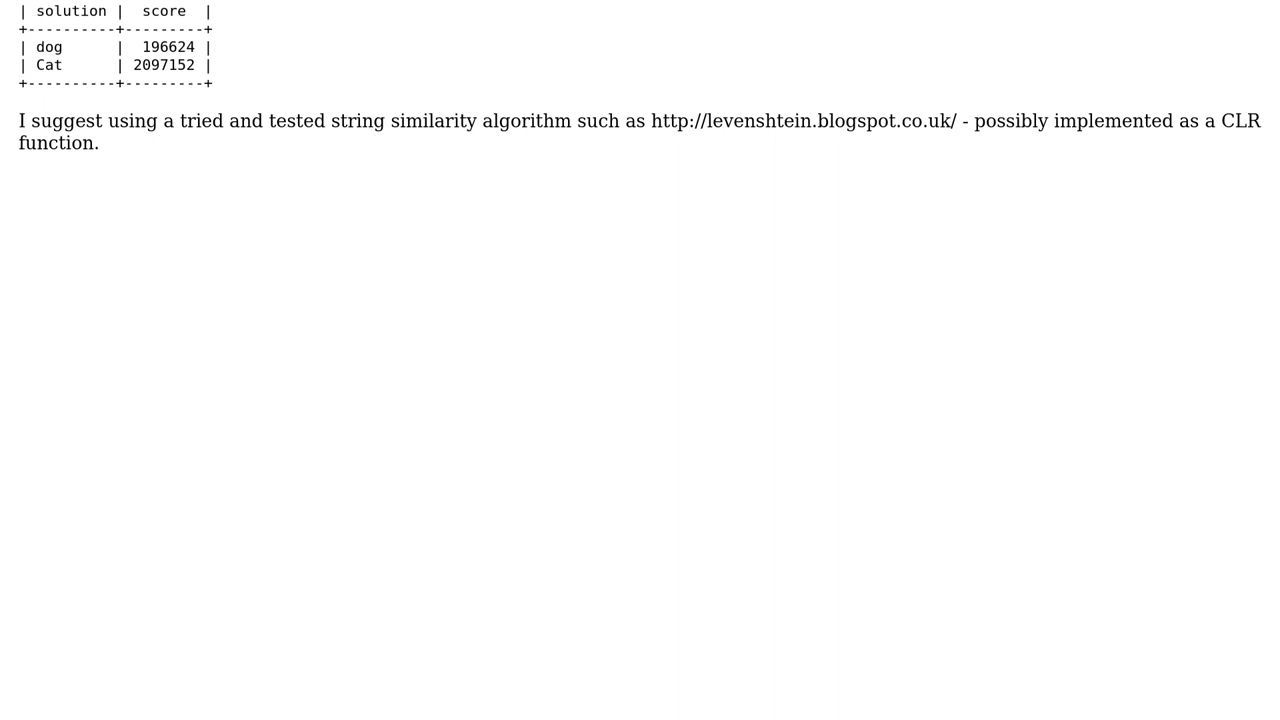 | solution |  score  |
+----------+---------+
| dog      |  196624 |
| Cat      | 2097152 |
+----------+---------+
I suggest using a tried and tested string similarity algorithm such as http://levenshtein.blogspot.co.uk/ - possibly implemented as a CLR
function.